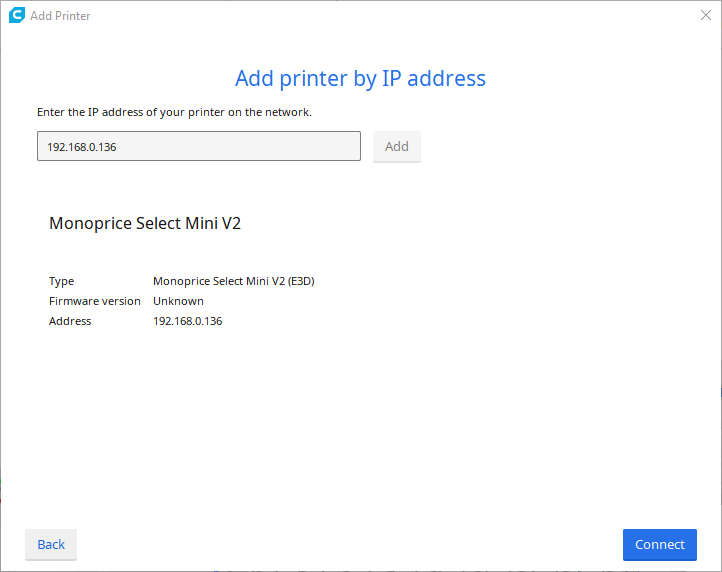 Add Printer
Add printer by IP address
Enter the IP address of your printer on the network.
192.168.0.136
Add
Monoprice Select Mini V2
Type Monoprice Select Mini V2 (E3D)
Firmware version Unknown
Address 192.168.0.136
Back
Connect